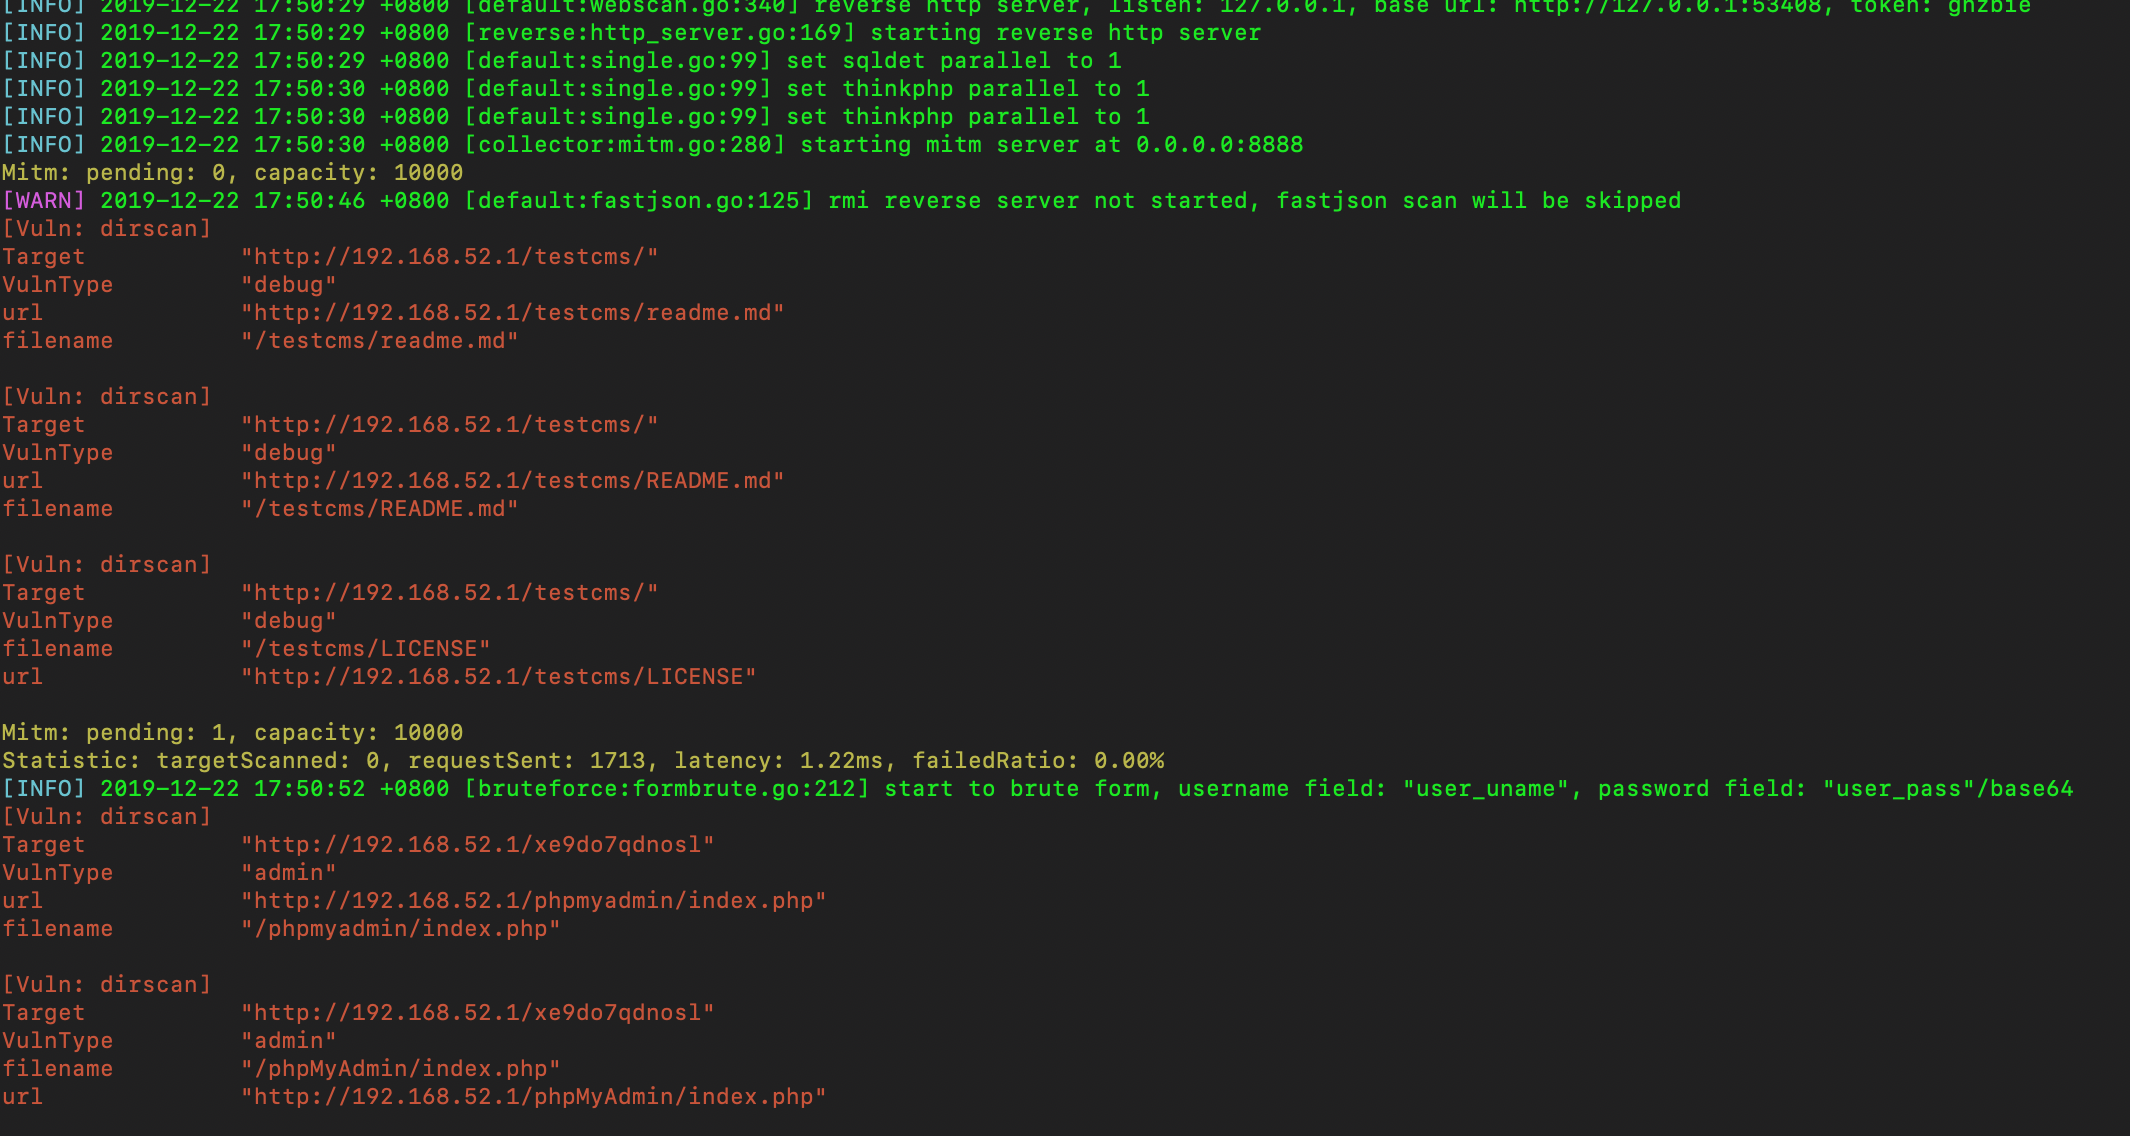 [INFO] 2019-12-22 17:50:29 +0800 [default:webscan.go:340] reverse http server, listen: 127.0.0.1, base url: http://127.0.0.1:53408, token:
[INFO] 2019-12-22 17:50:29 +0800 [reverse:http_server.go:169] starting reverse http server
[INFO] 2019-12-22 17:50:29 +0800 [default:single.go:99] set sqldet parallel to 1
[INFO] 2019-12-22 17:50:30 +0800 [default:single.go:99] set thinkphp parallel to 1
[INFO] 2019-12-22 17:50:30 +0800 [default:single.go:99] set thinkphp parallel to 1
[INFO] 2019-12-22 17:50:30 +0800 [collector:mitm.go:280] starting mitm server at 0.0.0.0:8888
Mitm: pending: 0, capacity: 10000
[WARN] 2019-12-22 17:50:46 +0800 [default:fastjson.go:125] rmi reverse server not started, fastjson scan will be skipped
[Vuln: dirscan]
Target "http://192.168.52.1/testcms/"
VulnType "debug"
url "http://192.168.52.1/testcms/readme.md"
filename "/testcms/readme.md"
[Vuln: dirscan]
Target "http://192.168.52.1/testcms/"
VulnType "debug"
url "http://192.168.52.1/testcms/README.md"
filename "/testcms/README.md"
[Vuln: dirscan]
Target "http://192.168.52.1/testcms/"
VulnType "debug"
filename "/testcms/LICENSE"
url "http://192.168.52.1/testcms/LICENSE"
Mitm: pending: 1, capacity: 10000
Statistic: targetScanned: 0, requestSent: 1713, latency: 1.22ms, failedRatio: 0.00%
[INFO] 2019-12-22 17:50:52 +0800 [bruteforce:formbrute.go:212] start to brute form, username field: "user_uname", password field: "user_pass"/base64
[Vuln: dirscan]
Target "http://192.168.52.1/xe9do7qdnosl"
VulnType "admin"
url "http://192.168.52.1/phpmyadmin/index.php"
filename "/phpmyadmin/index.php"
[Vuln: dirscan]
Target "http://192.168.52.1/xe9do7qdnosl"
VulnType "admin"
filename "/phpMyAdmin/index.php"
url "http://192.168.52.1/phpMyAdmin/index.php"